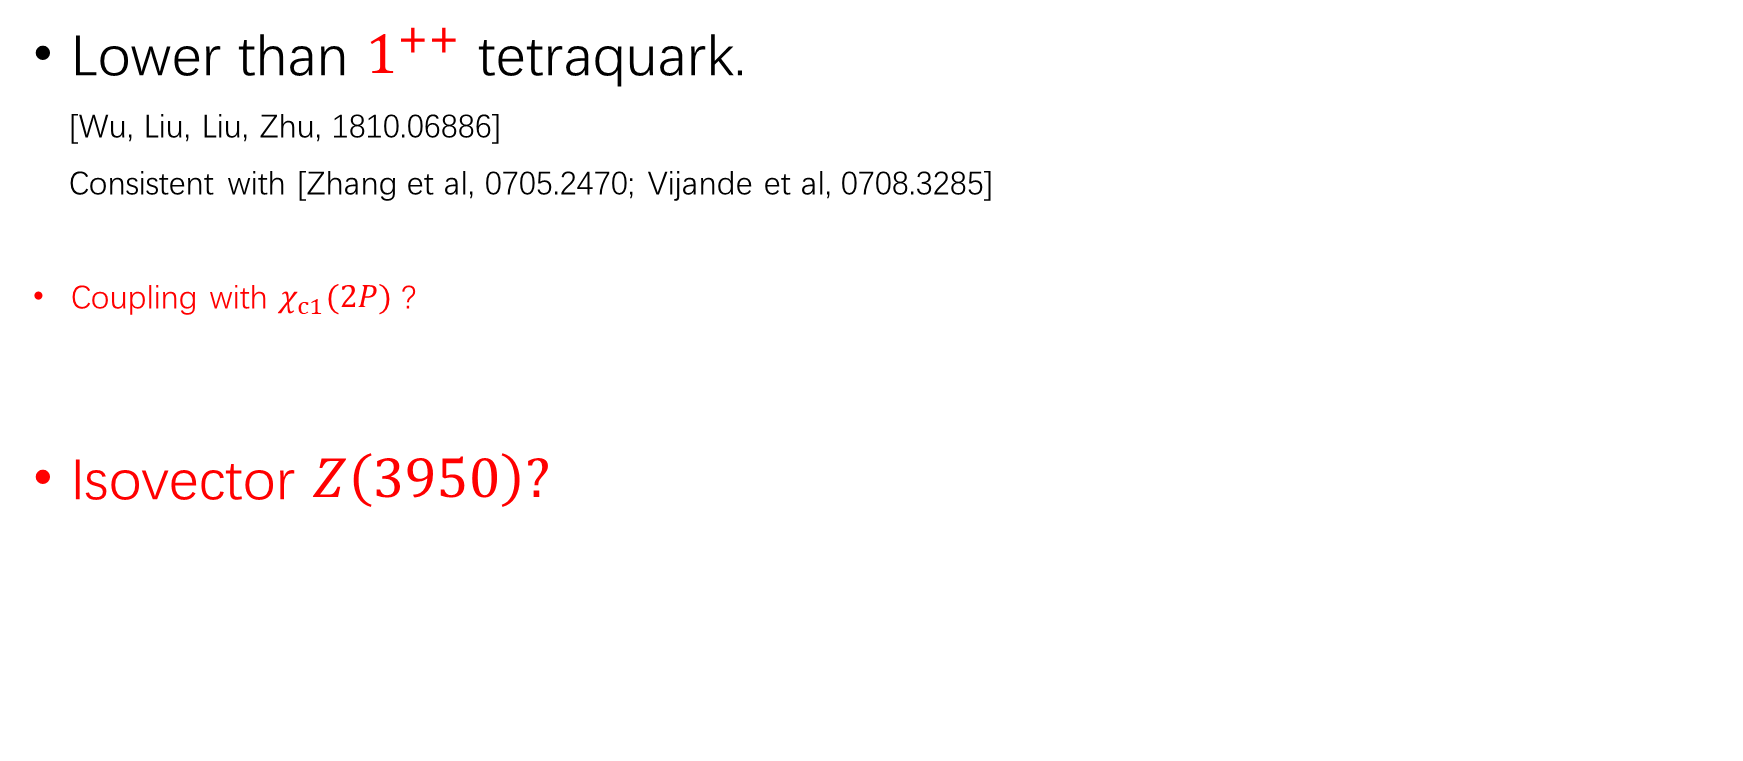 • Lower than 1⁺⁺ tetraquark.
[Wu, Liu, Liu, Zhu, 1810.06886]
Consistent with [Zhang et al, 0705.2470; Vijande et al, 0708.3285]
• Coupling with χ_c1(2P) ?
• Isovector Z(3950)?